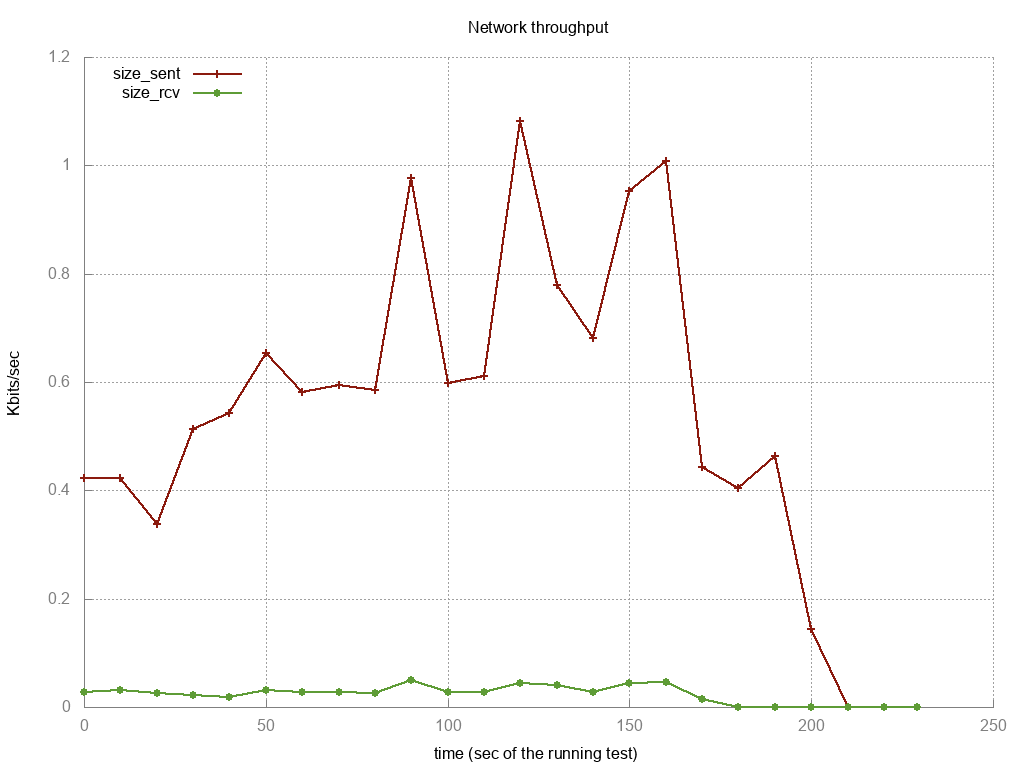 Network throughput
1.2
size_sent
size_rcv
1
0.8
0.6
Kbits/sec
0.4
0.2
0
0 50 100 150 200 250
time (sec of the running test)